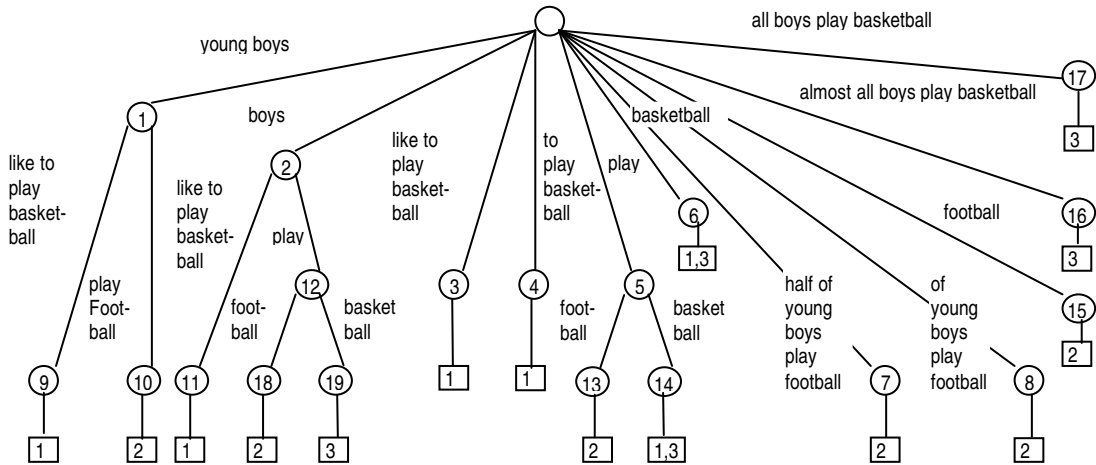 all boys play basketball
young boys
17
almost all boys play basketball
1
boys
basketball
3
like to
play
basket-
ball
2
like to
play
basket-
ball
like to
play
basket-
ball
to
play
basket-
ball
play
6
football
16
play
1,3
3
play
Foot-
ball
12
foot-
ball
basket
ball
3
4
5
foot-
ball
basket
ball
half of
young
boys
play
football
of
young
boys
play
football
15
2
9
10
11
18
19
1
1
13
14
7
8
1
2
1
2
3
2
1,3
2
2